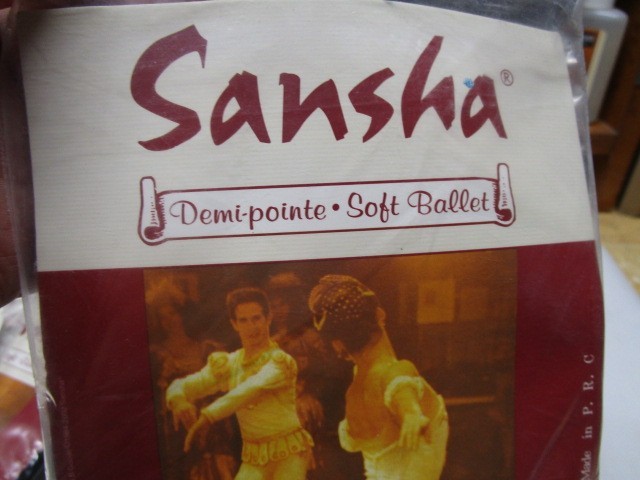 Sansha®
Demi-pointe • Soft Ballet
Made in P. R. C